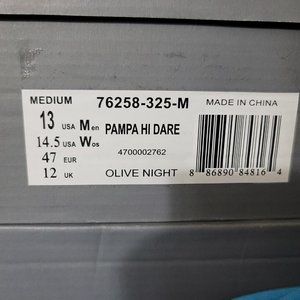 MEDIUM 76258-325-M MADE IN CHINA
13 USA Men PAMPA HI DARE
14.5 USA Wos 4700002762
47 EUR
12 UK OLIVE NIGHT 8 86890 84816 4